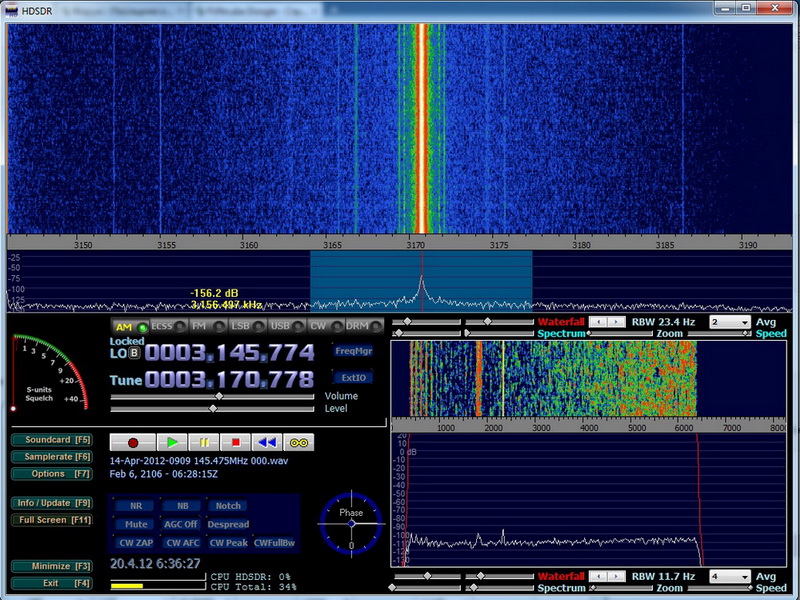 HDSDR
3150 3155 3160 3165 3170 3175 3180 3185 3190
-25
-50
-75
-100
-125
-156.2 dB
3,156.497 kHz
AM ECSS FM LSB USB CW DRM
Locked
LO B 0003.145.774
FreqMgr
Tune 0003.170.778
ExtIO
Volume
Level
1 3 5 7 9 +20 +40
S-units
Squelch
Waterfall RBW 23.4 Hz 2 Avg
Spectrum Zoom Speed
Soundcard [F5]
Samplerate [F6]
Options [F7]
Info / Update [F9]
Full Screen [F11]
Minimize [F3]
Exit [F4]
14-Apr-2012-0909 145.475MHz 000.wav
Feb 6, 2106 - 06:28:15Z
NR NB Notch
Mute AGC Off Despread
CW ZAP CW AFC CW Peak CWFullBw
Phase
0
20.4.12 6:36:27
CPU HDSDR: 0%
CPU Total: 34%
1000 2000 3000 4000 5000 6000 7000 8000
20
10
0 dB
-10
-20
-30
-40
-50
-60
-70
-80
-90
-100
-110
-120
-130
Waterfall RBW 11.7 Hz 4 Avg
Spectrum Zoom Speed